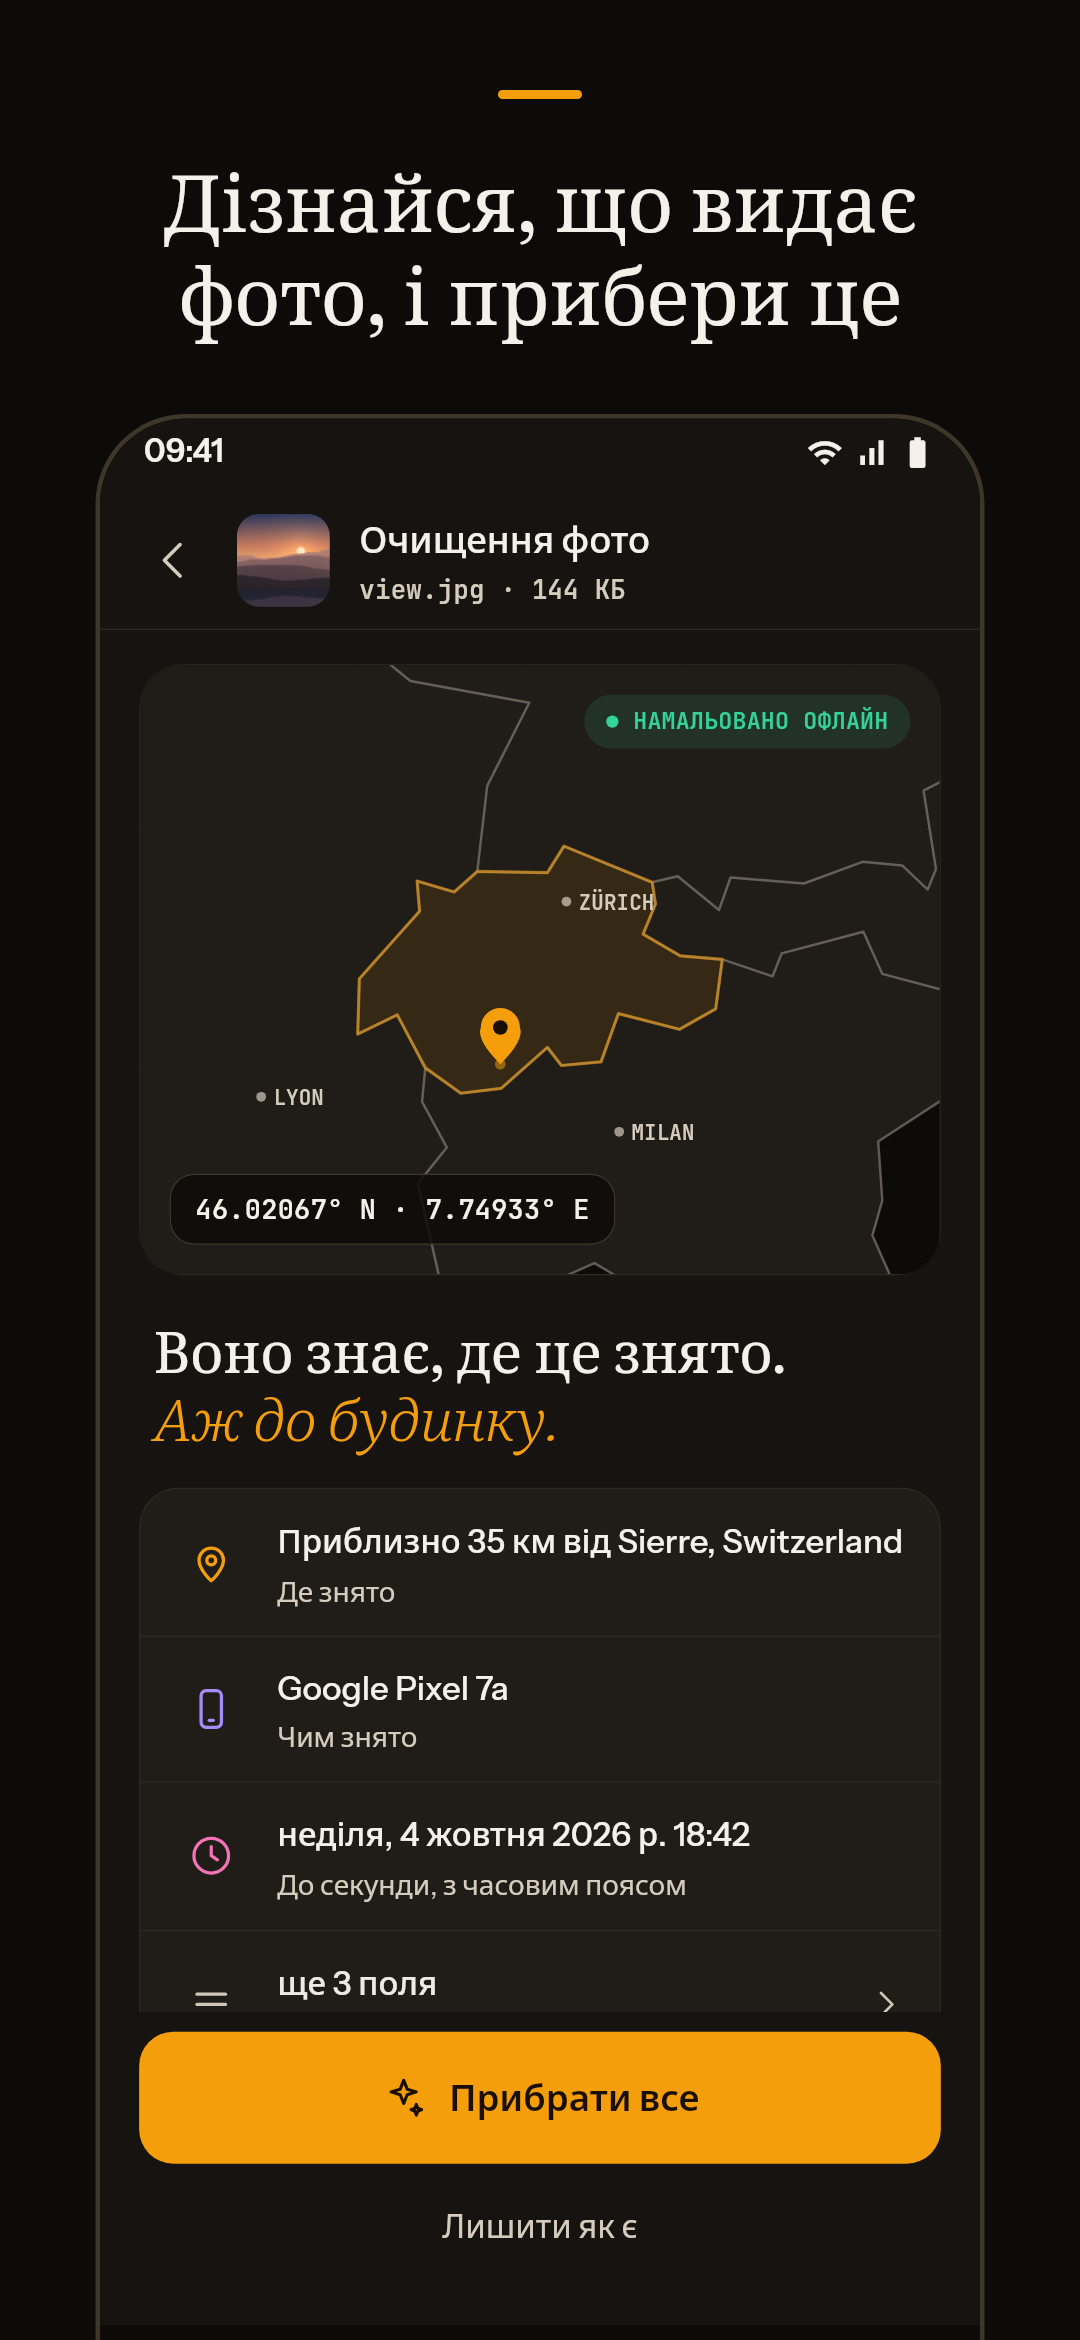 Дізнайся, що видає
фото, і прибери це
09:41
Очищення фото
view.jpg · 144 КБ
НАМАЛЬОВАНО ОФЛАЙН
ZÜRICH
LYON
MILAN
46.02067° N · 7.74933° E
Воно знає, де це знято.
Аж до будинку.
Приблизно 35 км від Sierre, Switzerland
Де знято
Google Pixel 7a
Чим знято
неділя, 4 жовтня 2026 р. 18:42
До секунди, з часовим поясом
ще 3 поля
Прибрати все
Лишити як є